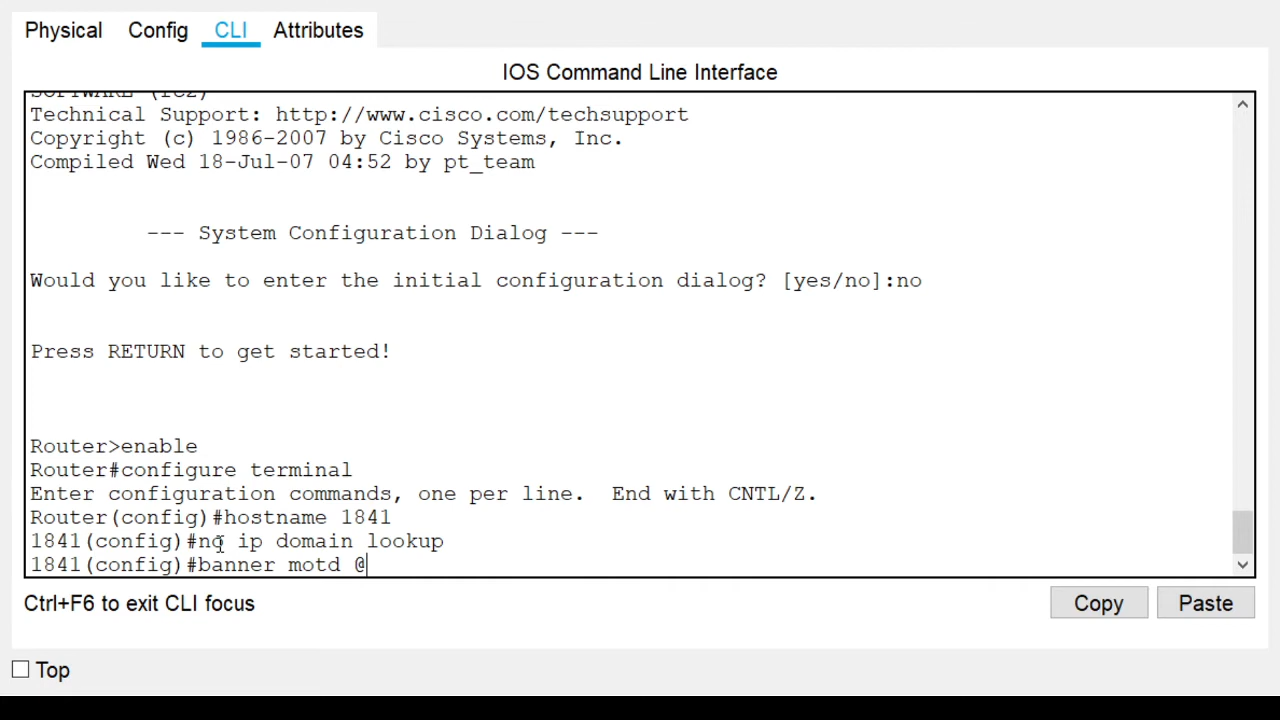 Physical Config CLI Attributes
IOS Command Line Interface
SOFTWARE (fc2)
Technical Support: http://www.cisco.com/techsupport
Copyright (c) 1986-2007 by Cisco Systems, Inc.
Compiled Wed 18-Jul-07 04:52 by pt_team
--- System Configuration Dialog ---
Would you like to enter the initial configuration dialog? [yes/no]:no
Press RETURN to get started!
Router>enable
Router#configure terminal
Enter configuration commands, one per line.  End with CNTL/Z.
Router(config)#hostname 1841
1841(config)#no ip domain lookup
1841(config)#banner motd @
Ctrl+F6 to exit CLI focus
Copy Paste
Top